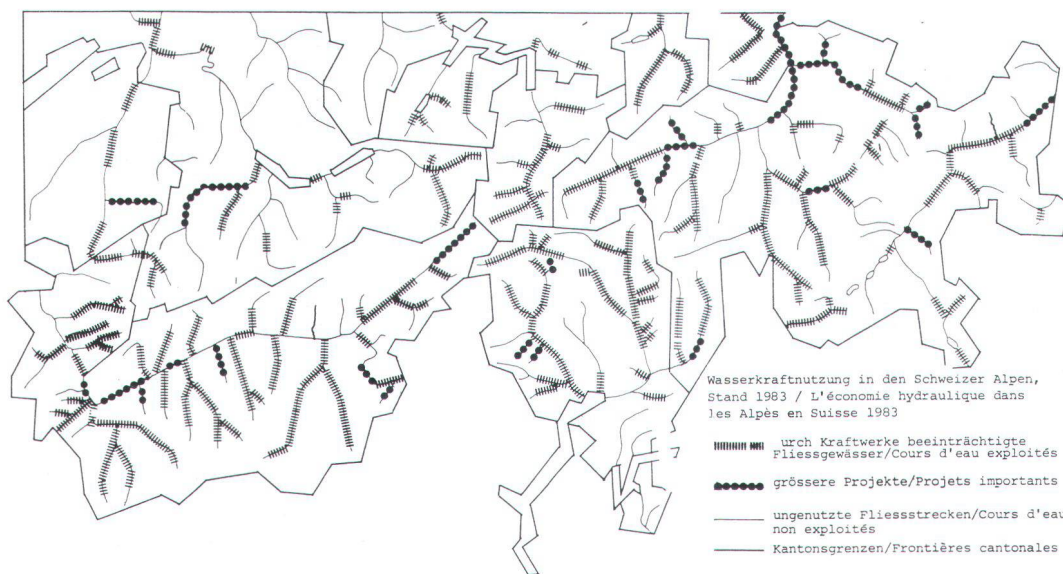 Wasserkraftnutzung in den Schweizer Alpen,
Stand 1983 / L'économie hydraulique dans
les Alpès en Suisse 1983
urch Kraftwerke beeinträchtigte
Fliessgewässer/Cours d'eau exploités
grössere Projekte/Projets importants
ungenutzte Fliessstrecken/Cours d'eau
non exploités
Kantonsgrenzen/Frontières cantonales